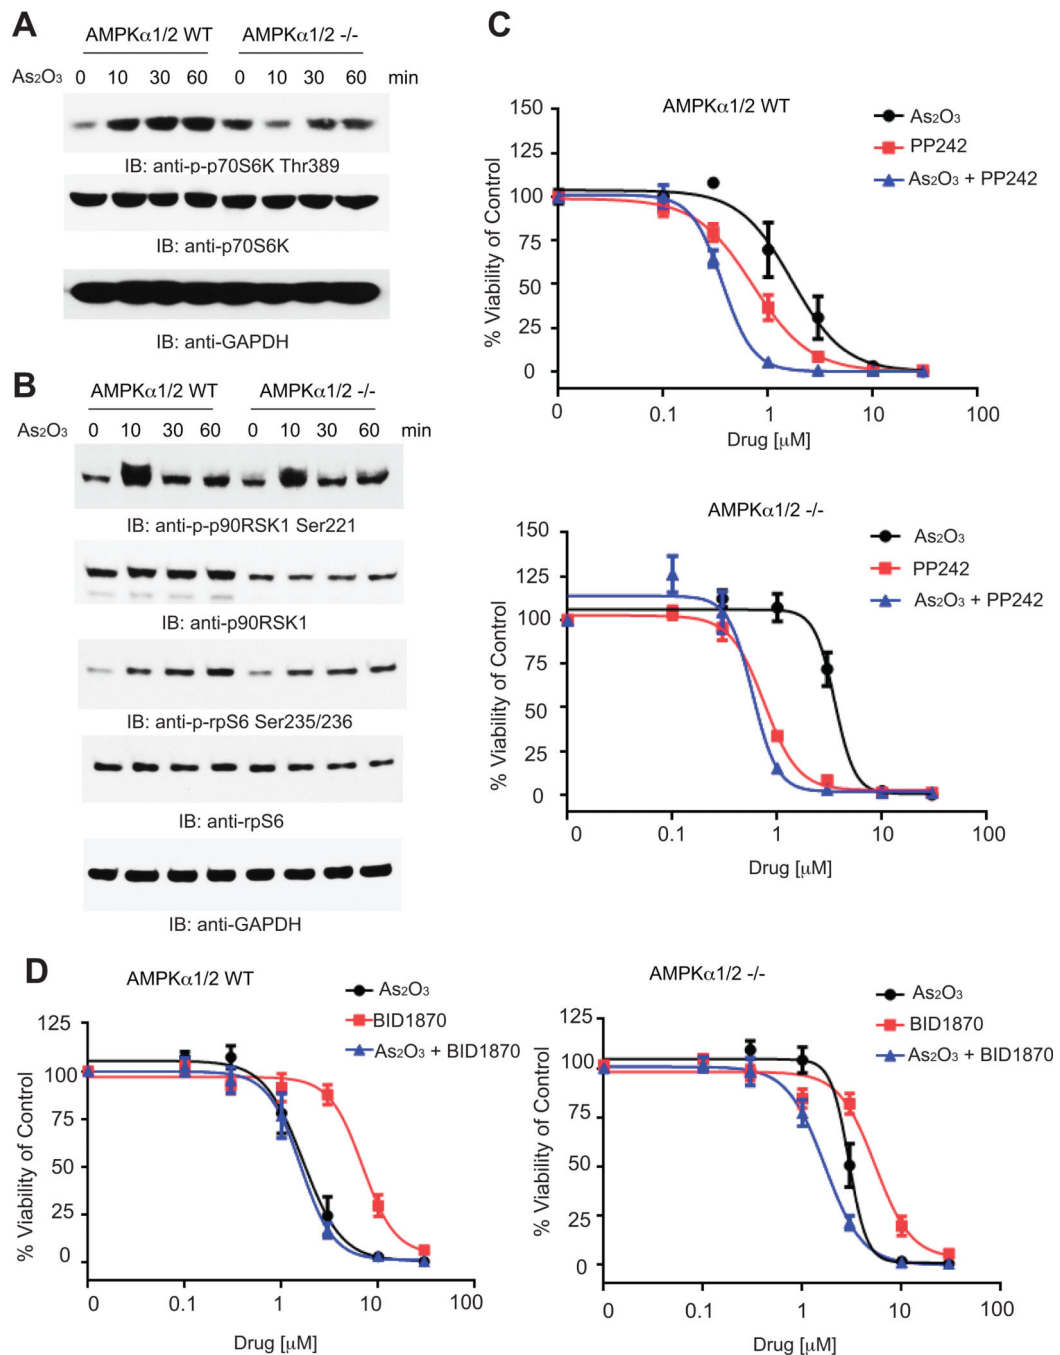 A
AMPKα1/2 WT AMPKα1/2 -/-
As₂O₃ 0 10 30 60 0 10 30 60 min
IB: anti-p-p70S6K Thr389
IB: anti-p70S6K
IB: anti-GAPDH
B
AMPKα1/2 WT AMPKα1/2 -/-
As₂O₃ 0 10 30 60 0 10 30 60 min
IB: anti-p-p90RSK1 Ser221
IB: anti-p90RSK1
IB: anti-p-rpS6 Ser235/236
IB: anti-rpS6
IB: anti-GAPDH
C
AMPKα1/2 WT
As₂O₃
PP242
As₂O₃ + PP242
% Viability of Control
150
125
100
75
50
25
0
0 0.1 1 10 100
Drug [µM]
AMPKα1/2 -/-
As₂O₃
PP242
As₂O₃ + PP242
% Viability of Control
150
125
100
75
50
25
0
0 0.1 1 10 100
Drug [µM]
D
AMPKα1/2 WT
As₂O₃
BID1870
As₂O₃ + BID1870
% Viability of Control
125
100
75
50
25
0
0 0.1 1 10 100
Drug [µM]
AMPKα1/2 -/-
As₂O₃
BID1870
As₂O₃ + BID1870
% Viability of Control
125
100
75
50
25
0
0 0.1 1 10 100
Drug [µM]